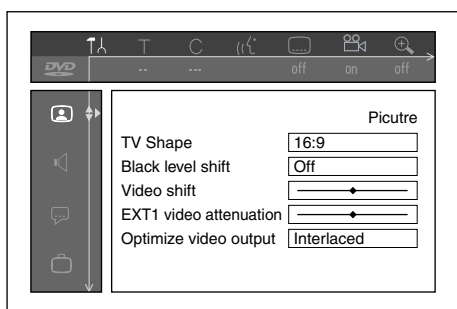 T C
DVD -- --- off on off
Picutre
TV Shape 16:9
Black level shift Off
Video shift
EXT1 video attenuation
Optimize video output Interlaced